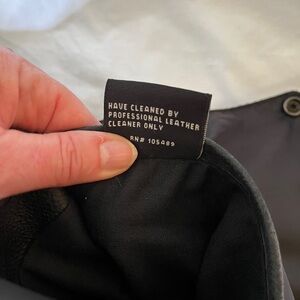 HAVE CLEANED BY
PROFESSIONAL LEATHER
CLEANER ONLY
RN# 105489